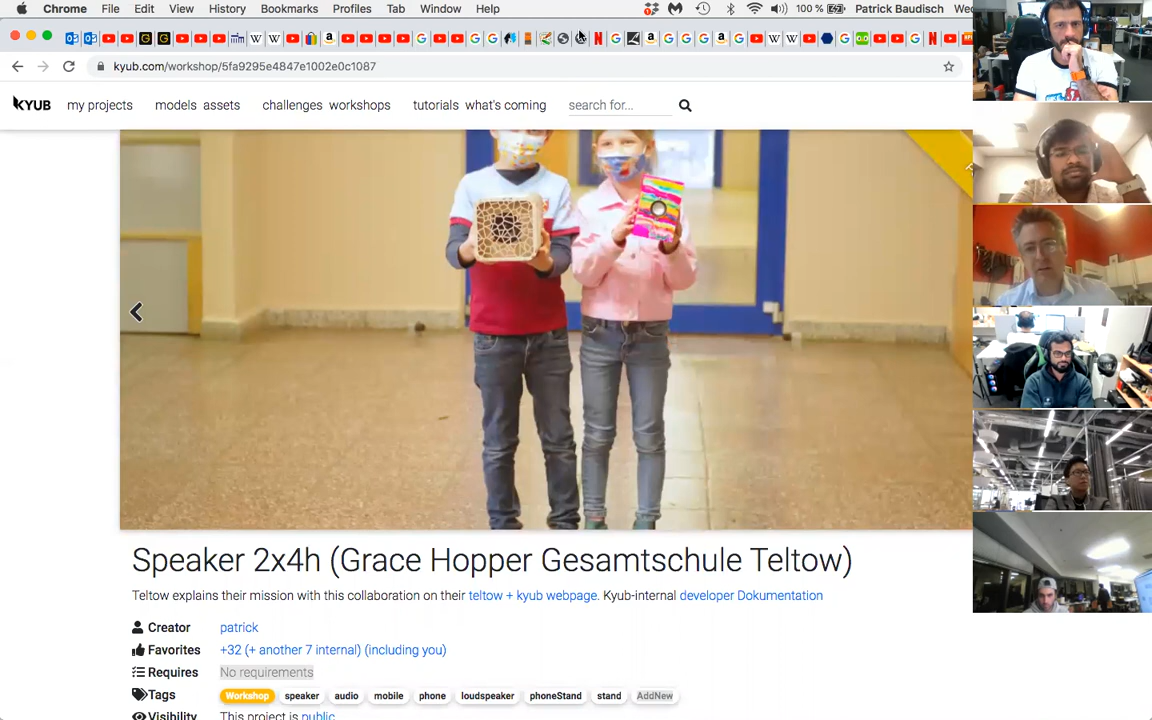 Chrome File Edit View History Bookmarks Profiles Tab Window Help 100 % Patrick Baudisch
kyub.com/workshop/5fa9295e4847e1002e0c1087
KYUB my projects models assets challenges workshops tutorials what's coming search for...
Speaker 2x4h (Grace Hopper Gesamtschule Teltow)
Teltow explains their mission with this collaboration on their teltow + kyub webpage. Kyub-internal developer Dokumentation
Creator patrick
Favorites +32 (+ another 7 internal) (including you)
Requires No requirements
Tags Workshop speaker audio mobile phone loudspeaker phoneStand stand AddNew
Visibility This project is public